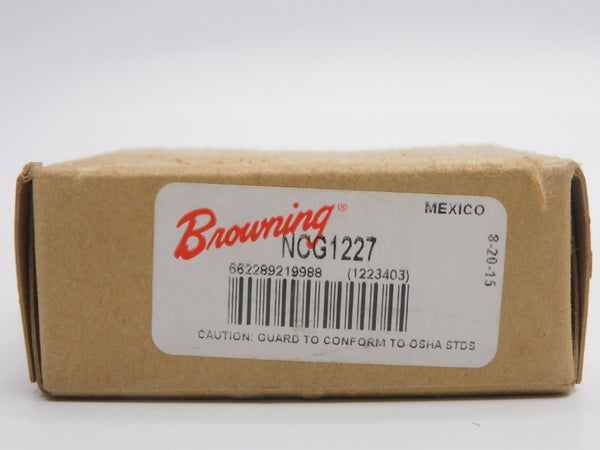 Browning®
MEXICO
NCG1227
8-20-15
662289219988 (1223403)
CAUTION: GUARD TO CONFORM TO OSHA STDS